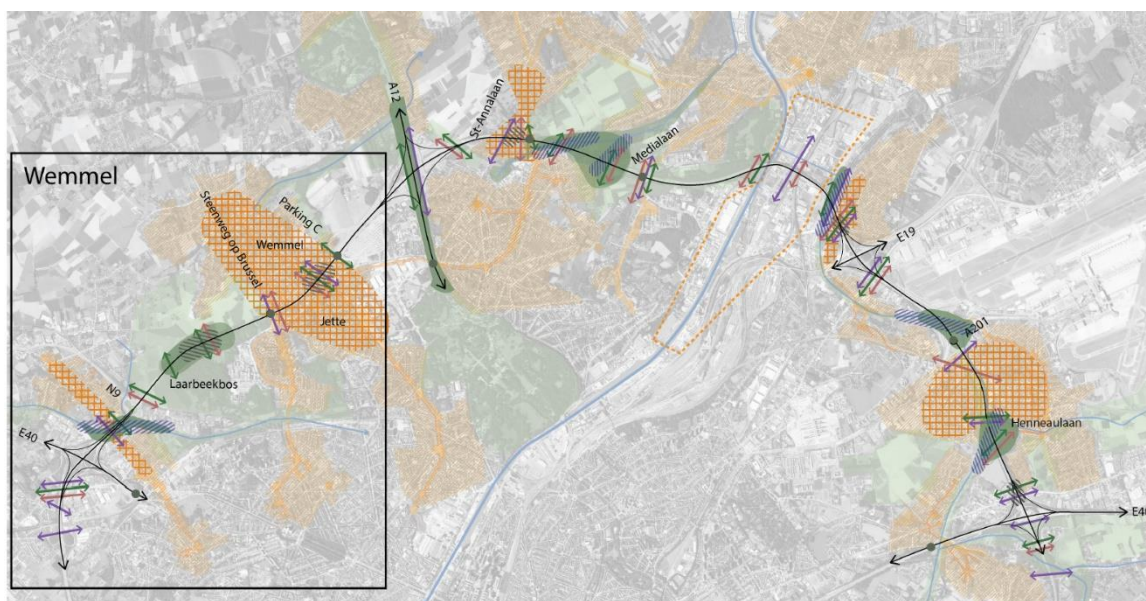 Wemmel
A12
St-Annalaan
Medialaan
Steenweg op Brussel
Parking C
Wemmel
Jette
Laarbeekbos
N9
E40
E19
A201
Henneaulaan
E40